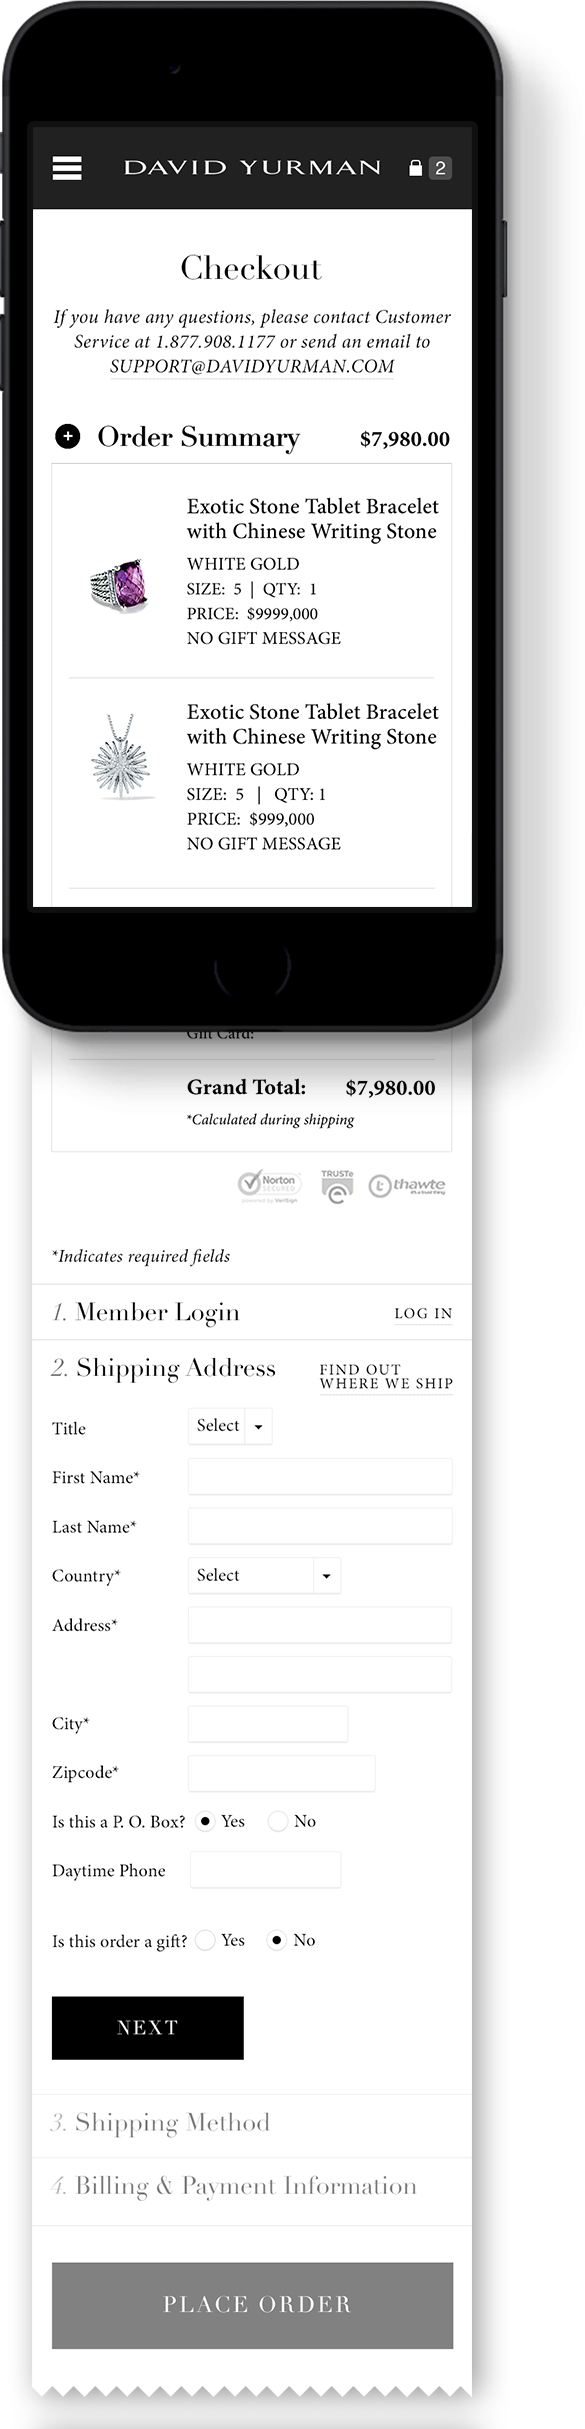 DAVID YURMAN 2
Checkout
If you have any questions, please contact Customer
Service at 1.877.908.1177 or send an email to
SUPPORT@DAVIDYURMAN.COM
Order Summary $7,980.00
Exotic Stone Tablet Bracelet
with Chinese Writing Stone
WHITE GOLD
SIZE: 5 | QTY: 1
PRICE: $9999,000
NO GIFT MESSAGE
Exotic Stone Tablet Bracelet
with Chinese Writing Stone
WHITE GOLD
SIZE: 5 | QTY: 1
PRICE: $999,000
NO GIFT MESSAGE
Gift Card:
Grand Total: $7,980.00
*Calculated during shipping
Norton
SECURED
powered by VeriSign
TRUSTe
thawte
it's a trust thing
*Indicates required fields
1. Member Login LOG IN
2. Shipping Address FIND OUT
WHERE WE SHIP
Title Select
First Name*
Last Name*
Country* Select
Address*
City*
Zipcode*
Is this a P. O. Box? Yes No
Daytime Phone
Is this order a gift? Yes No
NEXT
3. Shipping Method
4. Billing & Payment Information
PLACE ORDER